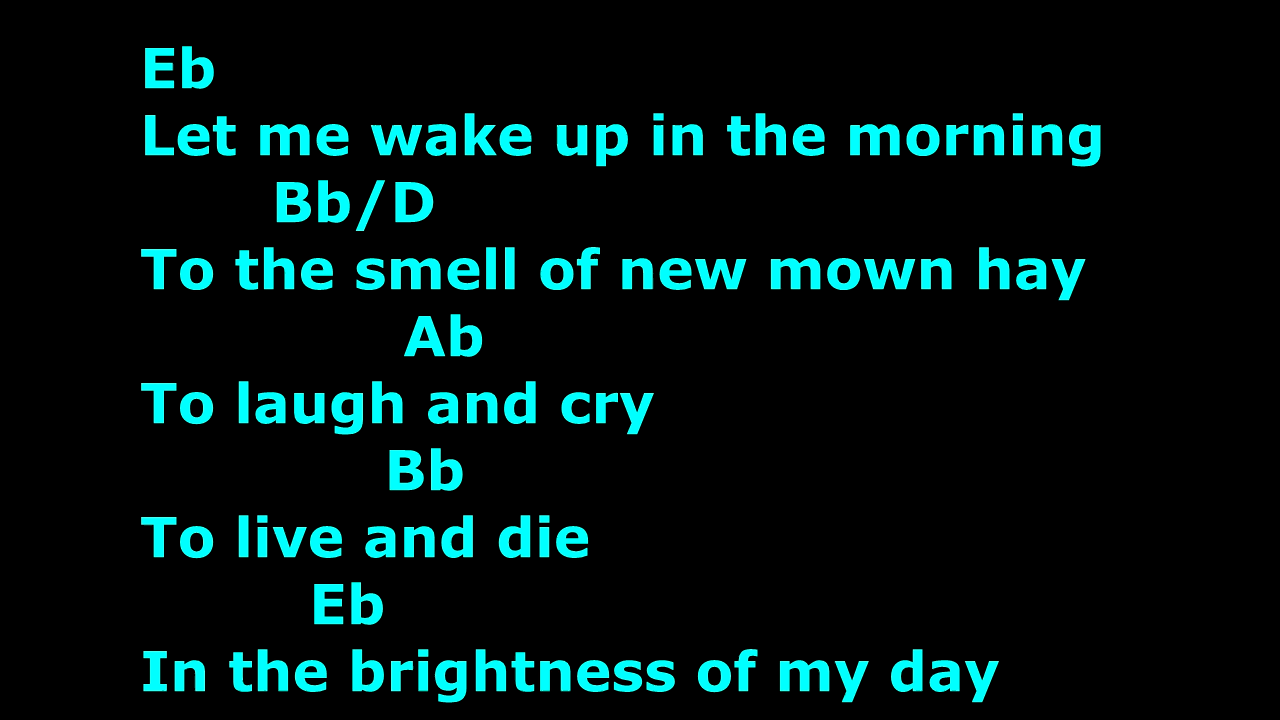 Eb
Let me wake up in the morning
Bb/D
To the smell of new mown hay
Ab
To laugh and cry
Bb
To live and die
Eb
In the brightness of my day